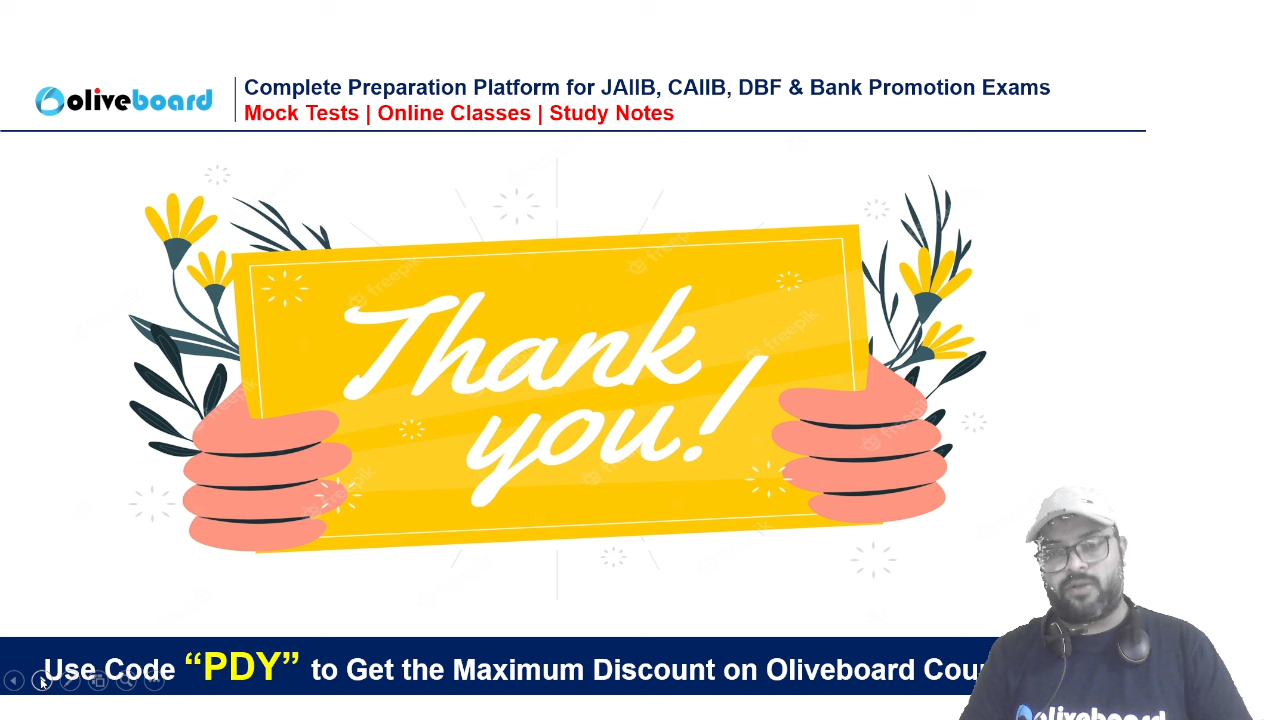 oliveboard
Complete Preparation Platform for JAIIB, CAIIB, DBF & Bank Promotion Exams
Mock Tests | Online Classes | Study Notes
Thank
you!
Use Code “PDY” to Get the Maximum Discount on Oliveboard Cou
oliveboard